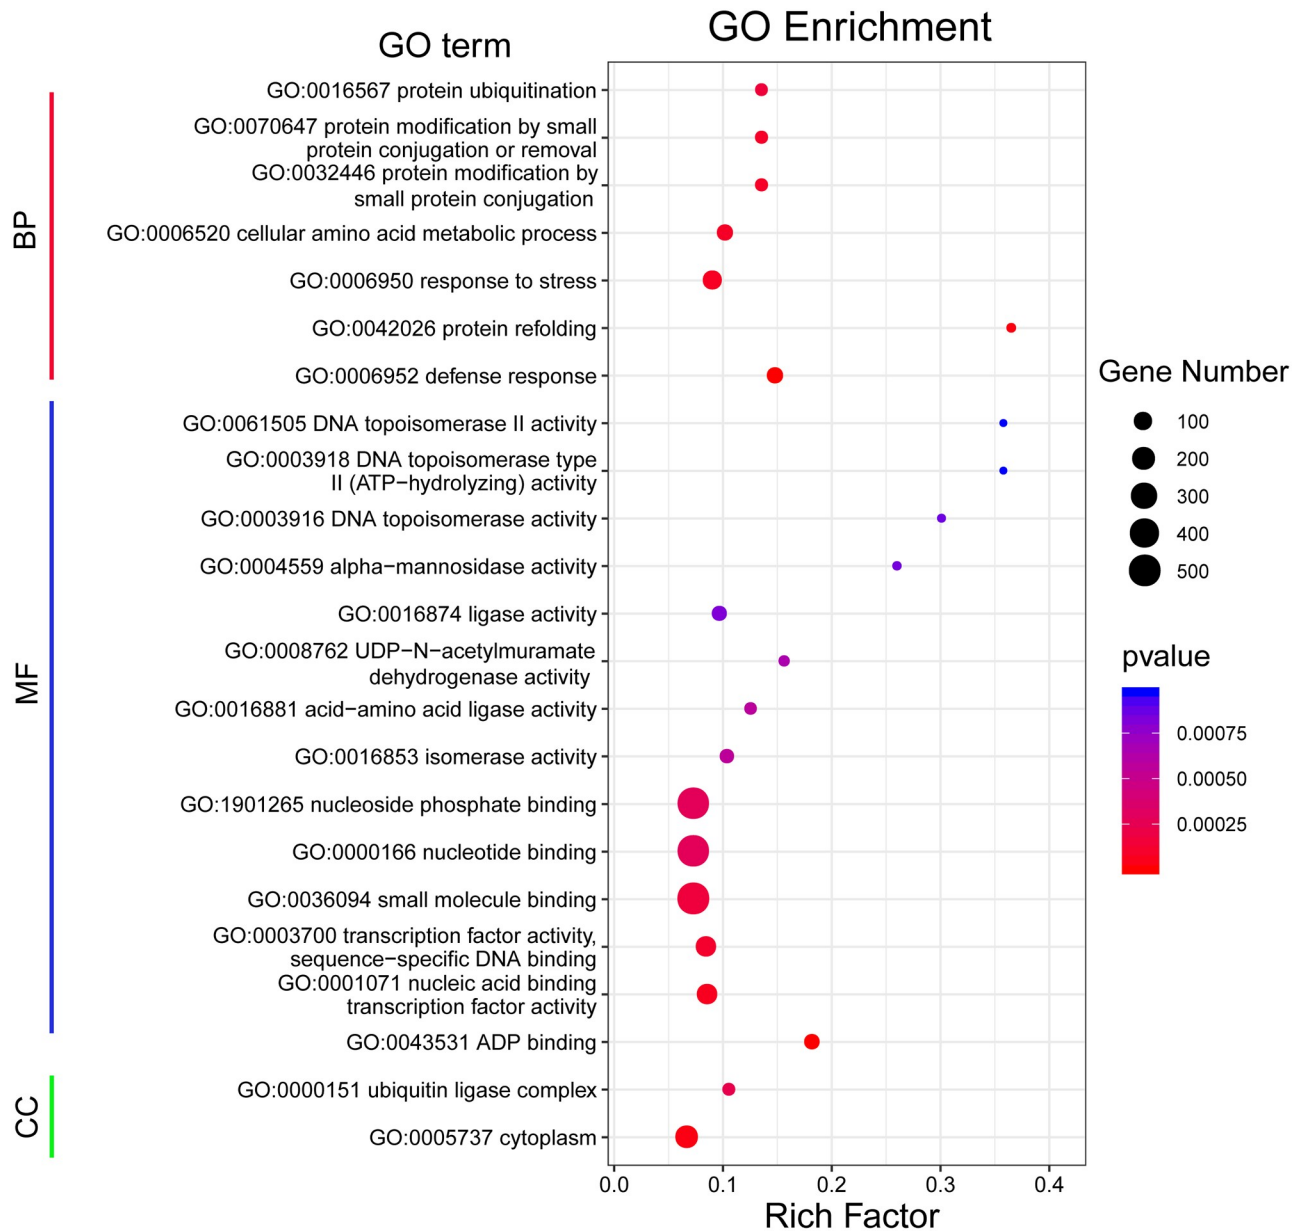 GO term
GO Enrichment
BP
GO:0016567 protein ubiquitination
GO:0070647 protein modification by small
protein conjugation or removal
GO:0032446 protein modification by
small protein conjugation
GO:0006520 cellular amino acid metabolic process
GO:0006950 response to stress
GO:0042026 protein refolding
GO:0006952 defense response
MF
GO:0061505 DNA topoisomerase II activity
GO:0003918 DNA topoisomerase type
II (ATP−hydrolyzing) activity
GO:0003916 DNA topoisomerase activity
GO:0004559 alpha−mannosidase activity
GO:0016874 ligase activity
GO:0008762 UDP−N−acetylmuramate
dehydrogenase activity
GO:0016881 acid−amino acid ligase activity
GO:0016853 isomerase activity
GO:1901265 nucleoside phosphate binding
GO:0000166 nucleotide binding
GO:0036094 small molecule binding
GO:0003700 transcription factor activity,
sequence−specific DNA binding
GO:0001071 nucleic acid binding
transcription factor activity
GO:0043531 ADP binding
CC
GO:0000151 ubiquitin ligase complex
GO:0005737 cytoplasm
0.0 0.1 0.2 0.3 0.4
Rich Factor
Gene Number
100
200
300
400
500
pvalue
0.00075
0.00050
0.00025